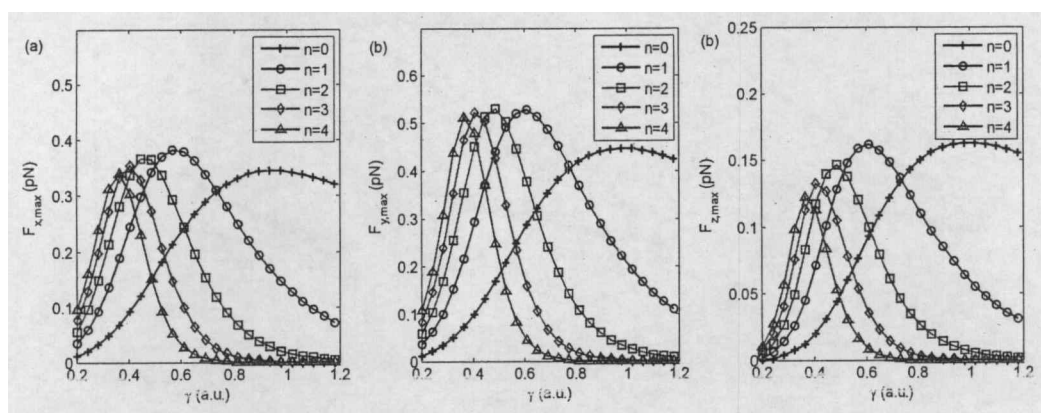 (a)
n=0
n=1
n=2
n=3
n=4
F x,max (pN)
0.5
0.4
0.3
0.2
0.1
0
0.2 0.4 0.6 0.8 1 1.2
γ (a.u.)
(b)
n=0
n=1
n=2
n=3
n=4
F y,max (pN)
0.6
0.5
0.4
0.3
0.2
0.1
0
0.2 0.4 0.6 0.8 1 1.2
γ (a.u.)
(b)
n=0
n=1
n=2
n=3
n=4
F z,max (pN)
0.25
0.20
0.15
0.10
0.05
0
0.2 0.4 0.6 0.8 1 1.2
γ (a.u.)